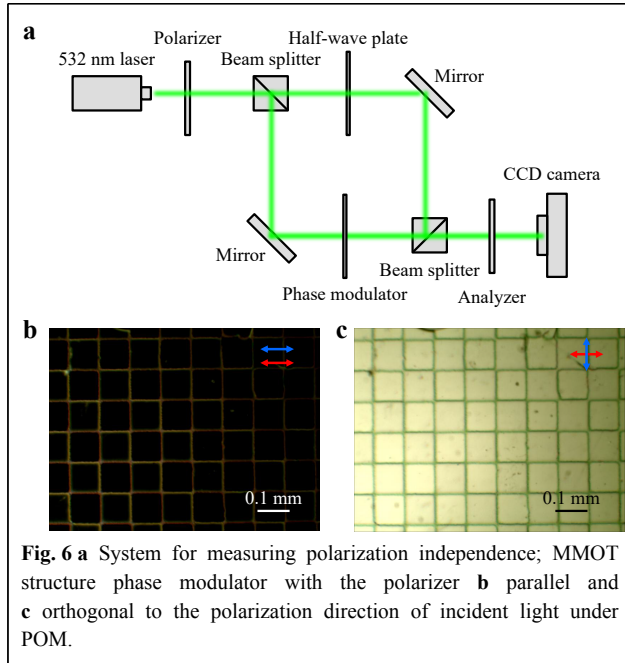 a
532 nm laser
Polarizer
Beam splitter
Half-wave plate
Mirror
CCD camera
Mirror
Phase modulator
Beam splitter
Analyzer
b
0.1 mm
c
0.1 mm
Fig. 6 a System for measuring polarization independence; MMOT
structure phase modulator with the polarizer b parallel and
c orthogonal to the polarization direction of incident light under
POM.